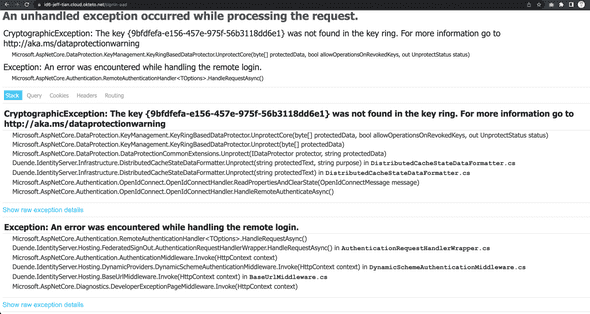 id6-jeff-tian.cloud.okteto.net/signin-aad
An unhandled exception occurred while processing the request.
CryptographicException: The key {9bfdfefa-e156-457e-975f-56b3118dd6e1} was not found in the key ring. For more information go to
http://aka.ms/dataprotectionwarning
Microsoft.AspNetCore.DataProtection.KeyManagement.KeyRingBasedDataProtector.UnprotectCore(byte[] protectedData, bool allowOperationsOnRevokedKeys, out UnprotectStatus status)
Exception: An error was encountered while handling the remote login.
Microsoft.AspNetCore.Authentication.RemoteAuthenticationHandler<TOptions>.HandleRequestAsync()
Stack Query Cookies Headers Routing
CryptographicException: The key {9bfdfefa-e156-457e-975f-56b3118dd6e1} was not found in the key ring. For more information go to
http://aka.ms/dataprotectionwarning
Microsoft.AspNetCore.DataProtection.KeyManagement.KeyRingBasedDataProtector.UnprotectCore(byte[] protectedData, bool allowOperationsOnRevokedKeys, out UnprotectStatus status)
Microsoft.AspNetCore.DataProtection.KeyManagement.KeyRingBasedDataProtector.Unprotect(byte[] protectedData)
Microsoft.AspNetCore.DataProtection.DataProtectionCommonExtensions.Unprotect(IDataProtector protector, string protectedData)
Duende.IdentityServer.Infrastructure.DistributedCacheStateDataFormatter.Unprotect(string protectedText, string purpose) in DistributedCacheStateDataFormatter.cs
Duende.IdentityServer.Infrastructure.DistributedCacheStateDataFormatter.Unprotect(string protectedText) in DistributedCacheStateDataFormatter.cs
Microsoft.AspNetCore.Authentication.OpenIdConnect.OpenIdConnectHandler.ReadPropertiesAndClearState(OpenIdConnectMessage message)
Microsoft.AspNetCore.Authentication.OpenIdConnect.OpenIdConnectHandler.HandleRemoteAuthenticateAsync()
Show raw exception details
Exception: An error was encountered while handling the remote login.
Microsoft.AspNetCore.Authentication.RemoteAuthenticationHandler<TOptions>.HandleRequestAsync()
Duende.IdentityServer.Hosting.FederatedSignOut.AuthenticationRequestHandlerWrapper.HandleRequestAsync() in AuthenticationRequestHandlerWrapper.cs
Microsoft.AspNetCore.Authentication.AuthenticationMiddleware.Invoke(HttpContext context)
Duende.IdentityServer.Hosting.DynamicProviders.DynamicSchemeAuthenticationMiddleware.Invoke(HttpContext context) in DynamicSchemeAuthenticationMiddleware.cs
Duende.IdentityServer.Hosting.BaseUrlMiddleware.Invoke(HttpContext context) in BaseUrlMiddleware.cs
Microsoft.AspNetCore.Diagnostics.DeveloperExceptionPageMiddleware.Invoke(HttpContext context)
Show raw exception details